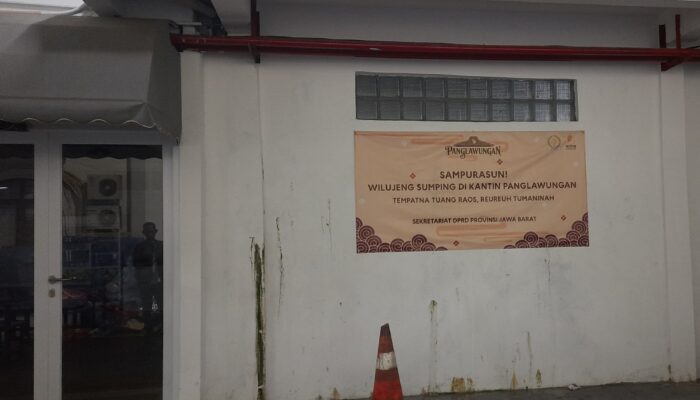 PANGLAWUNGAN
SAMPURASUN!
WILUJENG SUMPING DI KANTIN PANGLAWUNGAN
TEMPATNA TUANG RAOS, REUREUH TUMANINAH
SEKRETARIAT DPRD PROVINSI JAWA BARAT